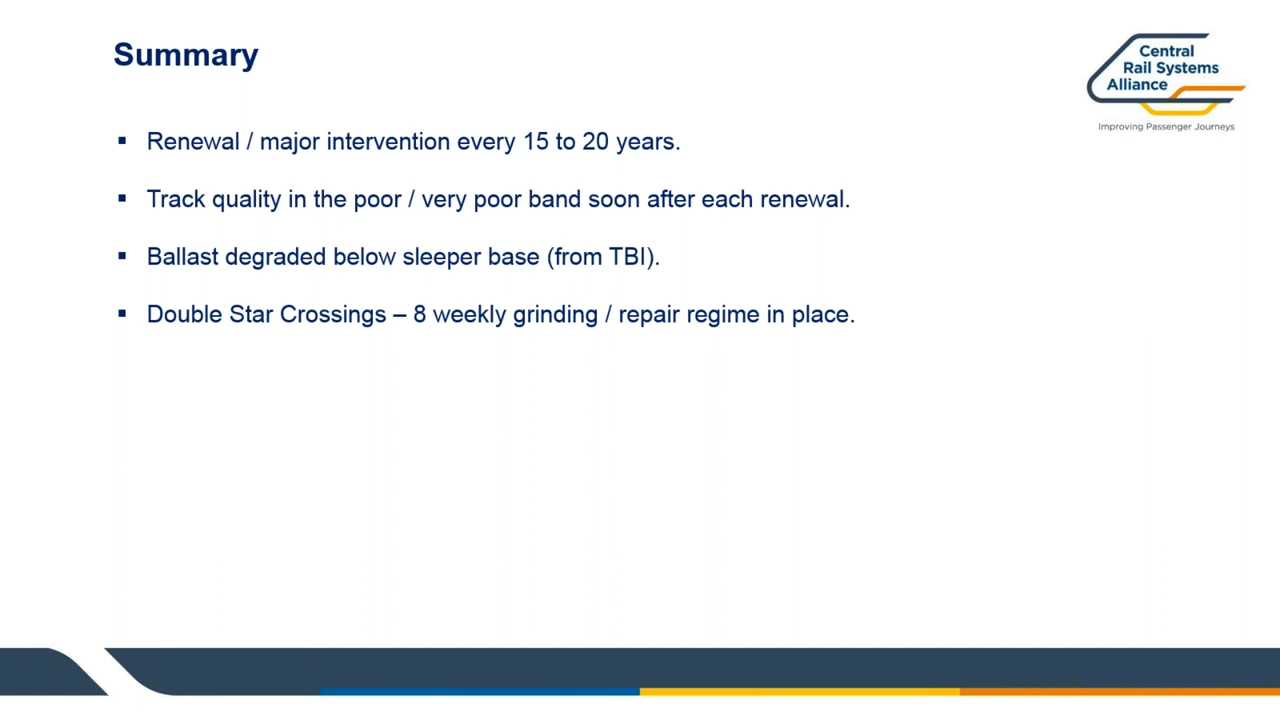 Summary
Central
Rail Systems
Alliance
Improving Passenger Journeys
▪ Renewal / major intervention every 15 to 20 years.
▪ Track quality in the poor / very poor band soon after each renewal.
▪ Ballast degraded below sleeper base (from TBI).
▪ Double Star Crossings – 8 weekly grinding / repair regime in place.